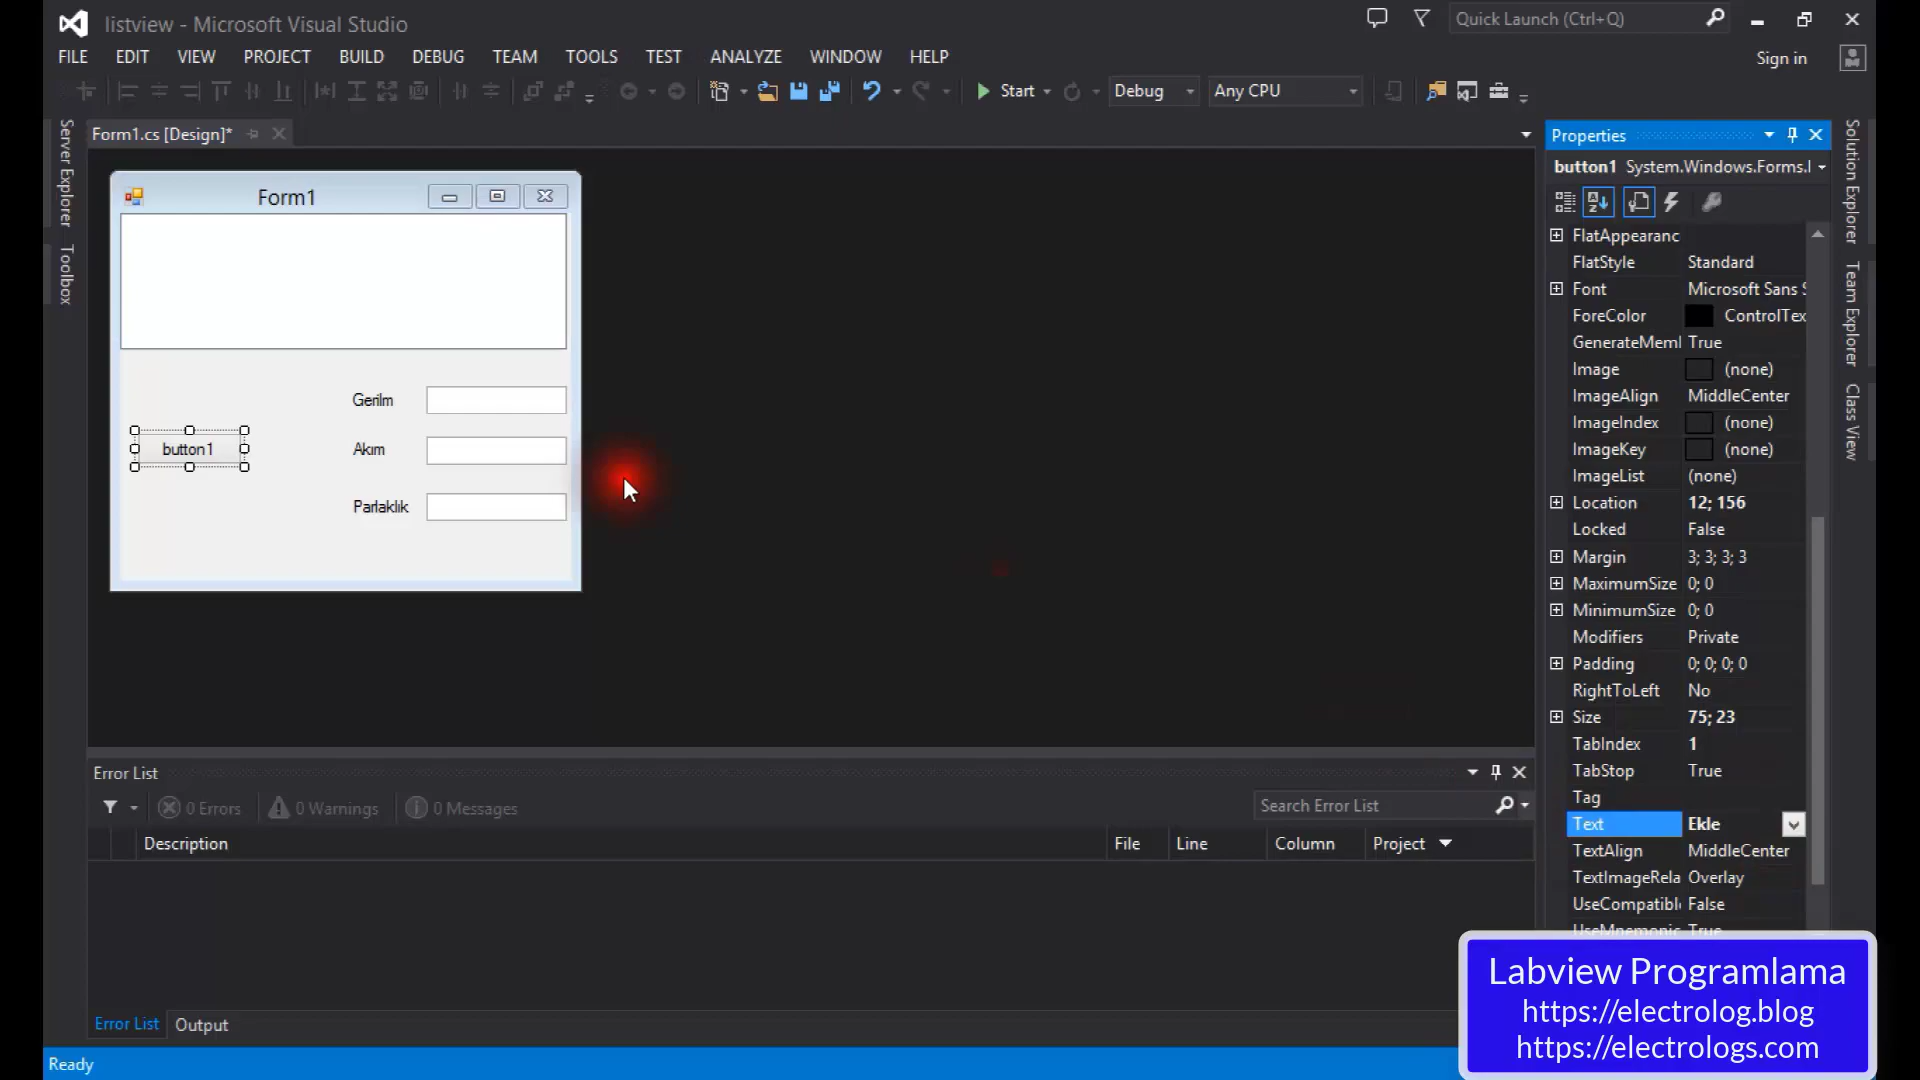 listview - Microsoft Visual Studio
Quick Launch (Ctrl+Q)
FILE EDIT VIEW PROJECT BUILD DEBUG TEAM TOOLS TEST ANALYZE WINDOW HELP
Sign in
Start Debug Any CPU
Server Explorer
Toolbox
Form1.cs [Design]*
Form1
Gerilm
button1
Akım
Parlaklık
Properties
button1 System.Windows.Forms.
FlatAppearanc
FlatStyle Standard
Font Microsoft Sans S
ForeColor ControlTex
GenerateMeml True
Image (none)
ImageAlign MiddleCenter
ImageIndex (none)
ImageKey (none)
ImageList (none)
Location 12; 156
Locked False
Margin 3; 3; 3; 3
MaximumSize 0; 0
MinimumSize 0; 0
Modifiers Private
Padding 0; 0; 0; 0
RightToLeft No
Size 75; 23
TabIndex 1
TabStop True
Tag
Text Ekle
TextAlign MiddleCenter
TextImageRela Overlay
UseCompatibl False
UseMnemonic True
Solution Explorer
Team Explorer
Class View
Error List
0 Errors 0 Warnings 0 Messages
Search Error List
Description File Line Column Project
Error List Output
Ready
Labview Programlama
https://electrolog.blog
https://electrologs.com